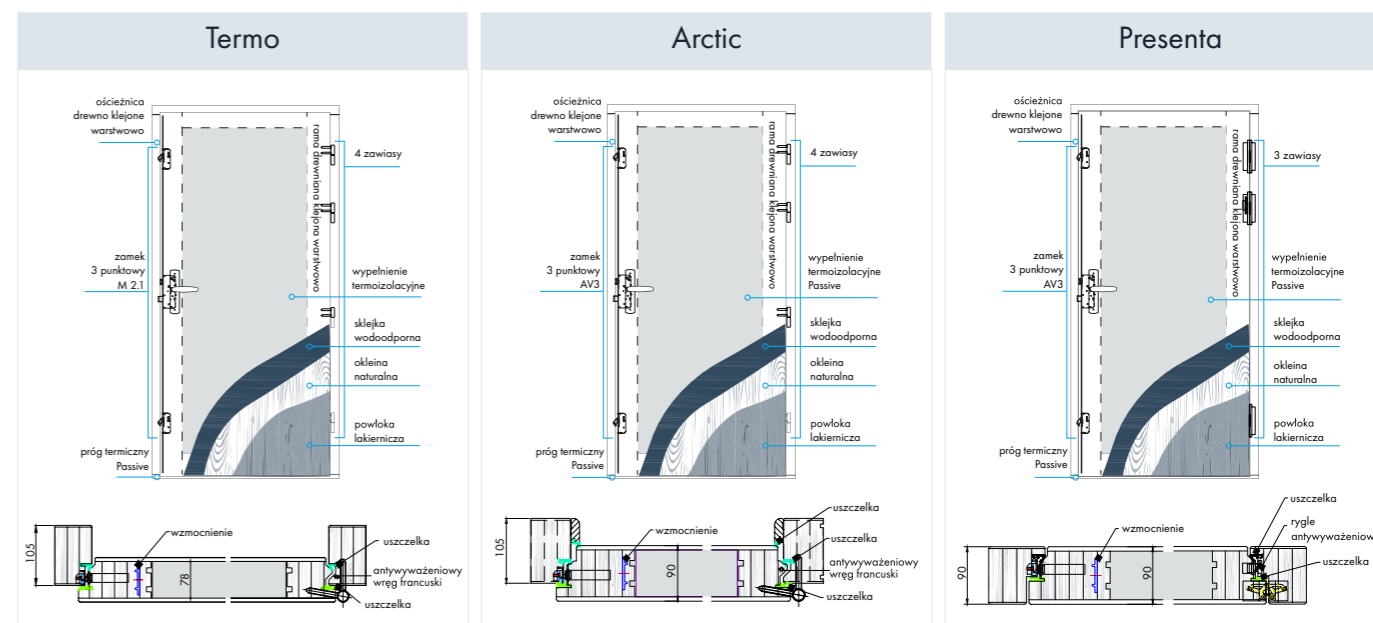 Termo
ościeżnica
drewno klejone
warstwowo
rama drewniana klejona warstwowo
4 zawiasy
zamek
3 punktowy
M 2.1
wypełnienie
termoizolacyjne
sklejka
wodoodporna
okleina
naturalna
powłoka
lakiernicza
próg termiczny
Passive
105
wzmocnienie
78
uszczelka
antywyważeniowy
wręg francuski
uszczelka
Arctic
ościeżnica
drewno klejone
warstwowo
rama drewniana klejona warstwowo
4 zawiasy
zamek
3 punktowy
AV3
wypełnienie
termoizolacyjne
Passive
sklejka
wodoodporna
okleina
naturalna
powłoka
lakiernicza
próg termiczny
Passive
105
wzmocnienie
90
uszczelka
uszczelka
antywyważeniowy
wręg francuski
uszczelka
Presenta
ościeżnica
drewno klejone
warstwowo
rama drewniana klejona warstwowo
3 zawiasy
zamek
3 punktowy
AV3
wypełnienie
termoizolacyjne
Passive
sklejka
wodoodporna
okleina
naturalna
powłoka
lakiernicza
próg termiczny
Passive
90
wzmocnienie
90
uszczelka
rygle
antywyważeniow
uszczelka